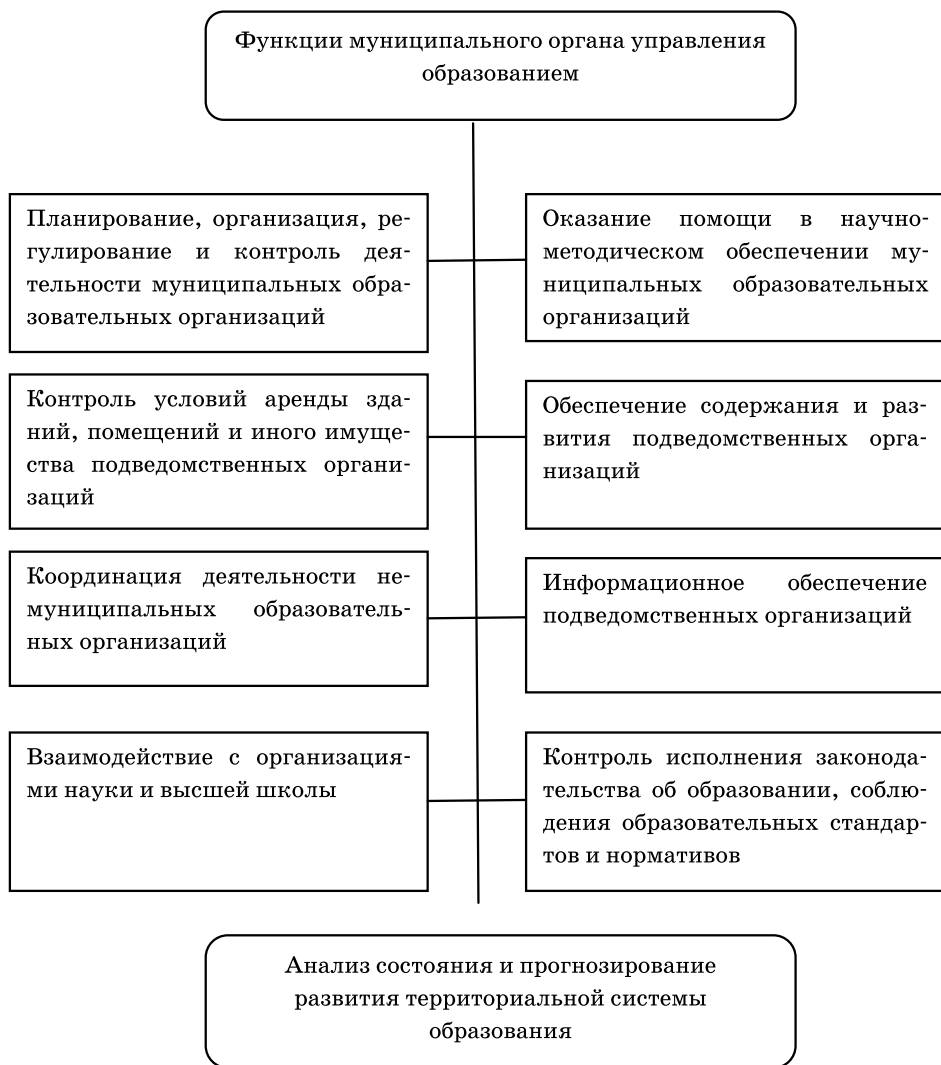 Функции муниципального органа управления
образованием
Планирование, организация, ре-
гулирование и контроль дея-
тельности муниципальных обра-
зовательных организаций
Оказание помощи в научно-
методическом обеспечении му-
ниципальных образовательных
организаций
Контроль условий аренды зда-
ний, помещений и иного имуще-
ства подведомственных органи-
заций
Обеспечение содержания и раз-
вития подведомственных орга-
низаций
Координация деятельности не-
муниципальных образователь-
ных организаций
Информационное обеспечение
подведомственных организаций
Взаимодействие с организация-
ми науки и высшей школы
Контроль исполнения законода-
тельства об образовании, соблю-
дения образовательных стандар-
тов и нормативов
Анализ состояния и прогнозирование
развития территориальной системы
образования